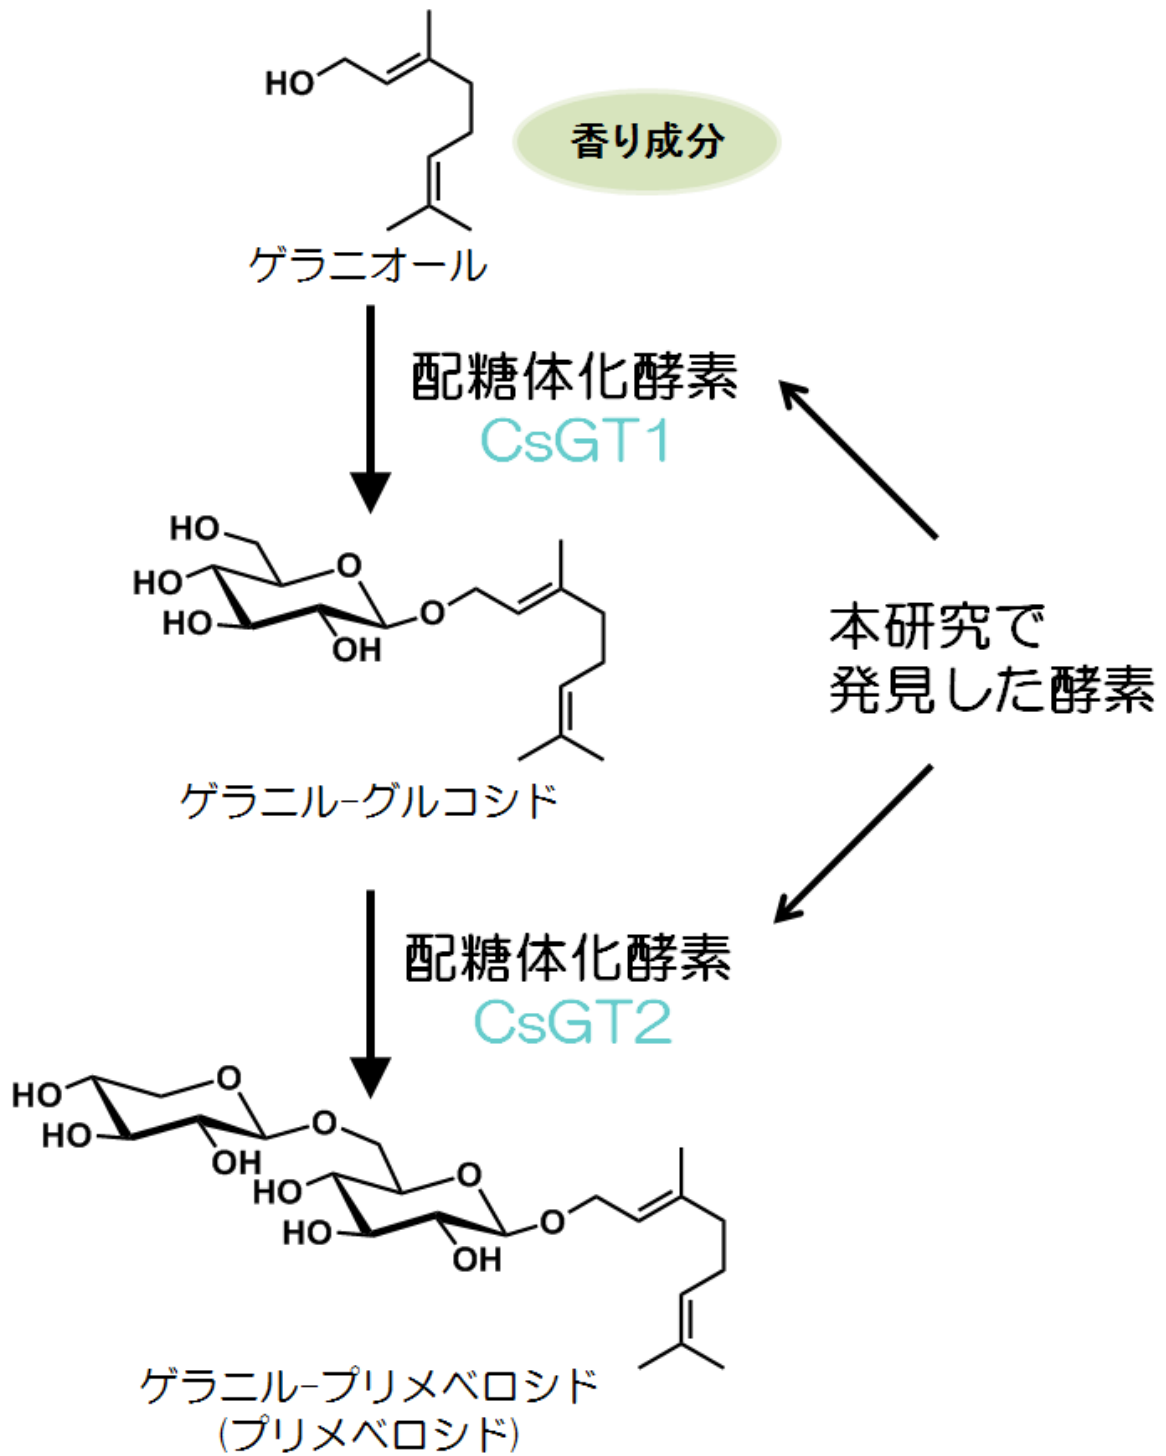 HO
香り成分
ゲラニオール
配糖体化酵素
CsGT1
HO
O
HO
O
HO
OH
本研究で
発見した酵素
ゲラニル-グルコシド
配糖体化酵素
CsGT2
O
HO
O
HO
OH
O
HO
O
HO
OH
ゲラニル-プリメベロシド
(プリメベロシド)